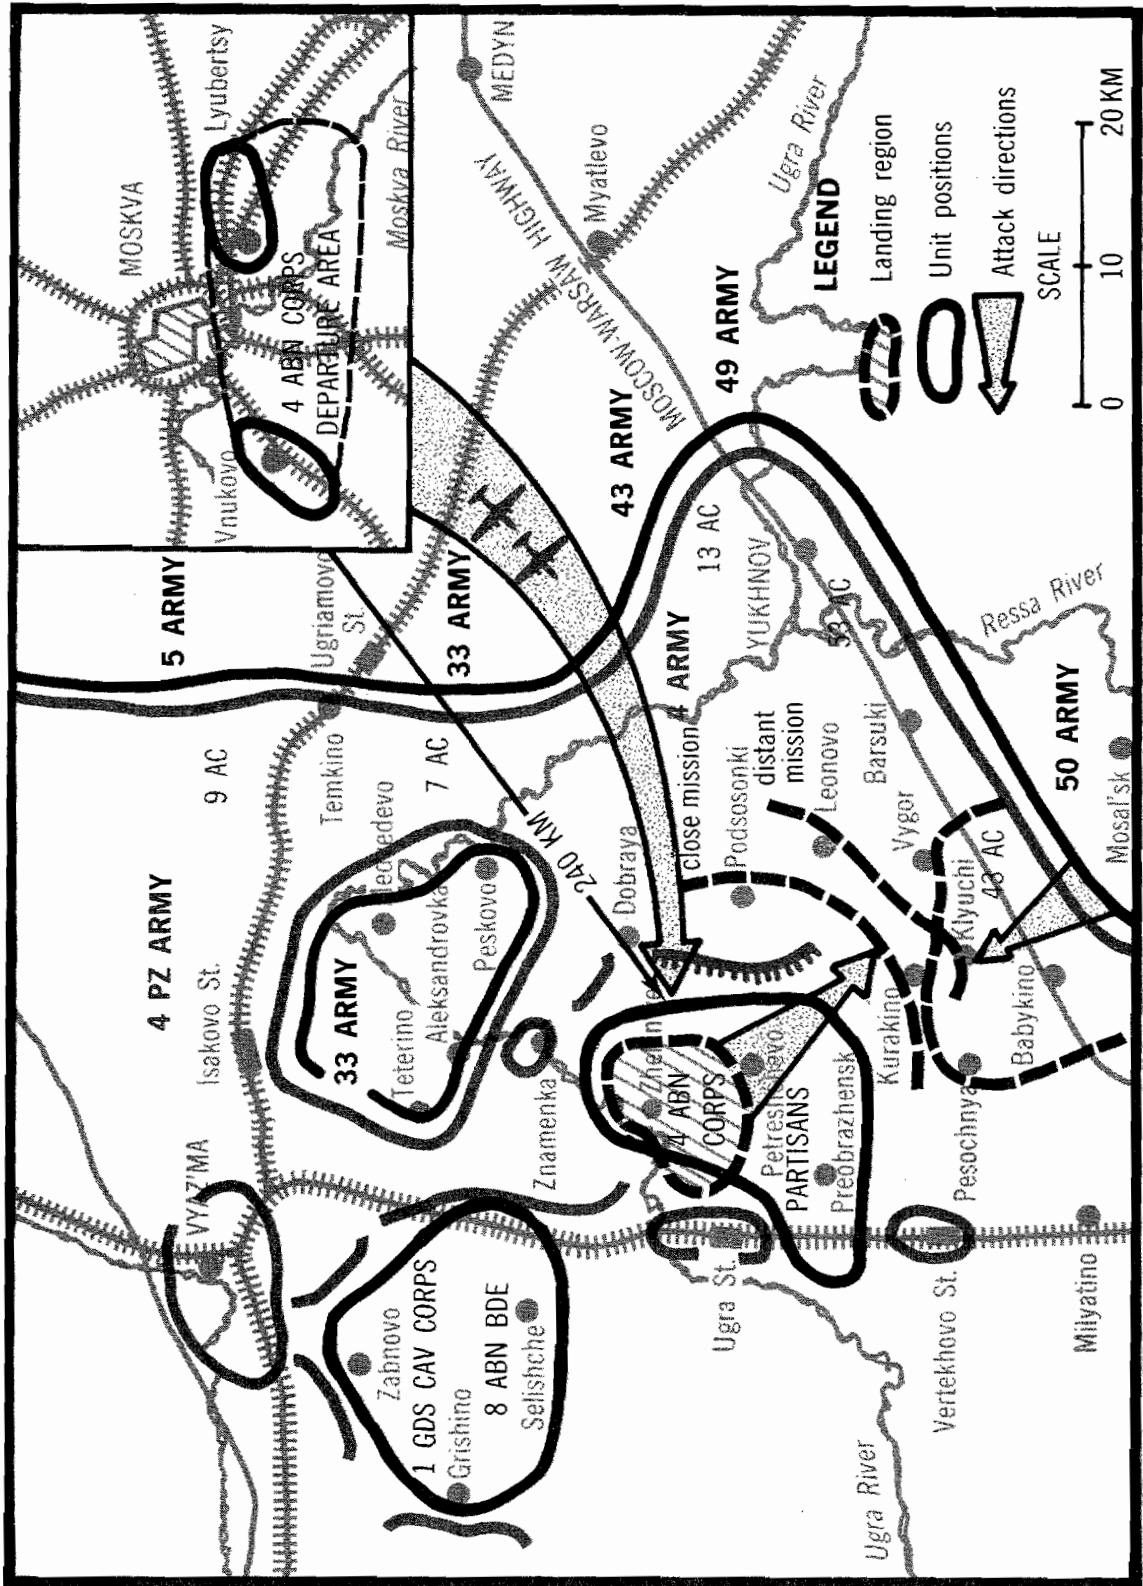 MOSKVA
Lyubertsy
Vnukovo
4 ABN CORPS
DEPARTURE AREA
Moskva River
MEDYN
MOSCOW-WARSAW HIGHWAY
Myatlevo
Ugra River
5 ARMY
Ugriamovo
St.
33 ARMY
43 ARMY
49 ARMY
9 AC
Temkino
7 AC
13 AC
YUKHNOV
4 ARMY
Ressa River
50 ARMY
4 PZ ARMY
Isakovo St.
33 ARMY
Aleksandrovka
Teterino
Peskovo
240 KM
Dobraya
close mission
Podsosonki
distant
mission
Leonovo
Barsuki
Vygor
Klyuchi
43 AC
Mosal'sk
VYAZ'MA
Znamenka
4 ABN
CORPS
PARTISANS
Preobrazhensk
Kurakino
Babykino
Pesochnya
Zabnovo
1 GDS CAV CORPS
Grishino
8 ABN BDE
Selishche
Ugra St.
Vertekhovo St.
Milyatino
Ugra River
LEGEND
Landing region
Unit positions
Attack directions
SCALE
0 10 20 KM